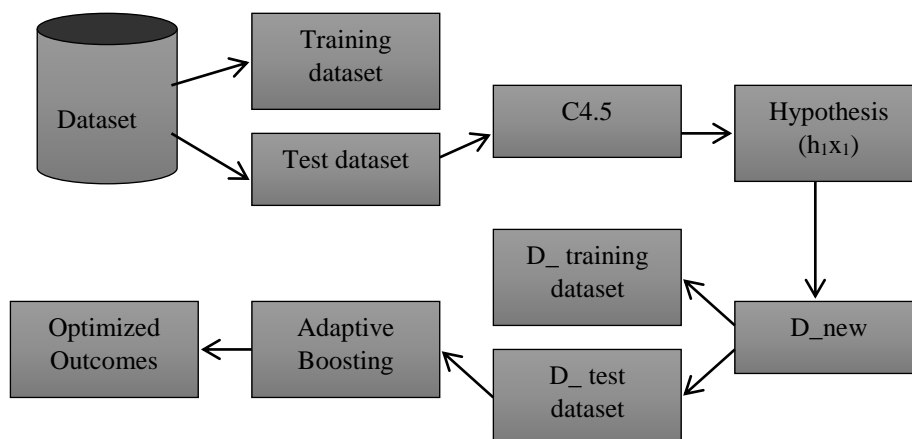 Dataset
Training
dataset
Test dataset
C4.5
Hypothesis
(h₁x₁)
D_ training
dataset
D_new
D_ test
dataset
Adaptive
Boosting
Optimized
Outcomes